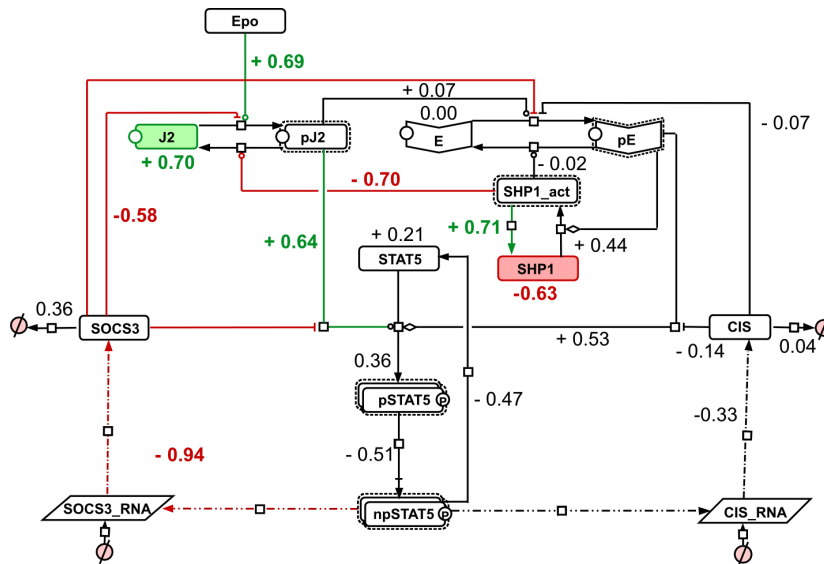 Epo
+ 0.69
+ 0.07
0.00
J2
pJ2
E
pE
- 0.07
+ 0.70
- 0.02
- 0.70
SHP1_act
-0.58
+ 0.71
+ 0.44
+ 0.64
+ 0.21
STAT5
SHP1
-0.63
0.36
SOCS3
CIS
+ 0.53
- 0.14
0.04
0.36
pSTAT5
P
- 0.47
-0.33
- 0.51
- 0.94
SOCS3_RNA
npSTAT5
P
CIS_RNA